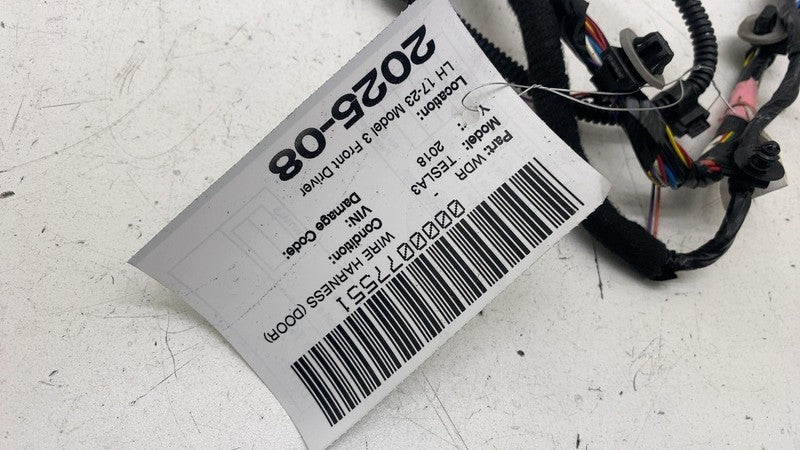 0000077551
Part: WDR WIRE HARNESS (DOOR)
Model: TESLA3 Condition:
2018 VIN:
Location: Damage Code:
LH 17-23 Model 3 Front Driver
2025-08